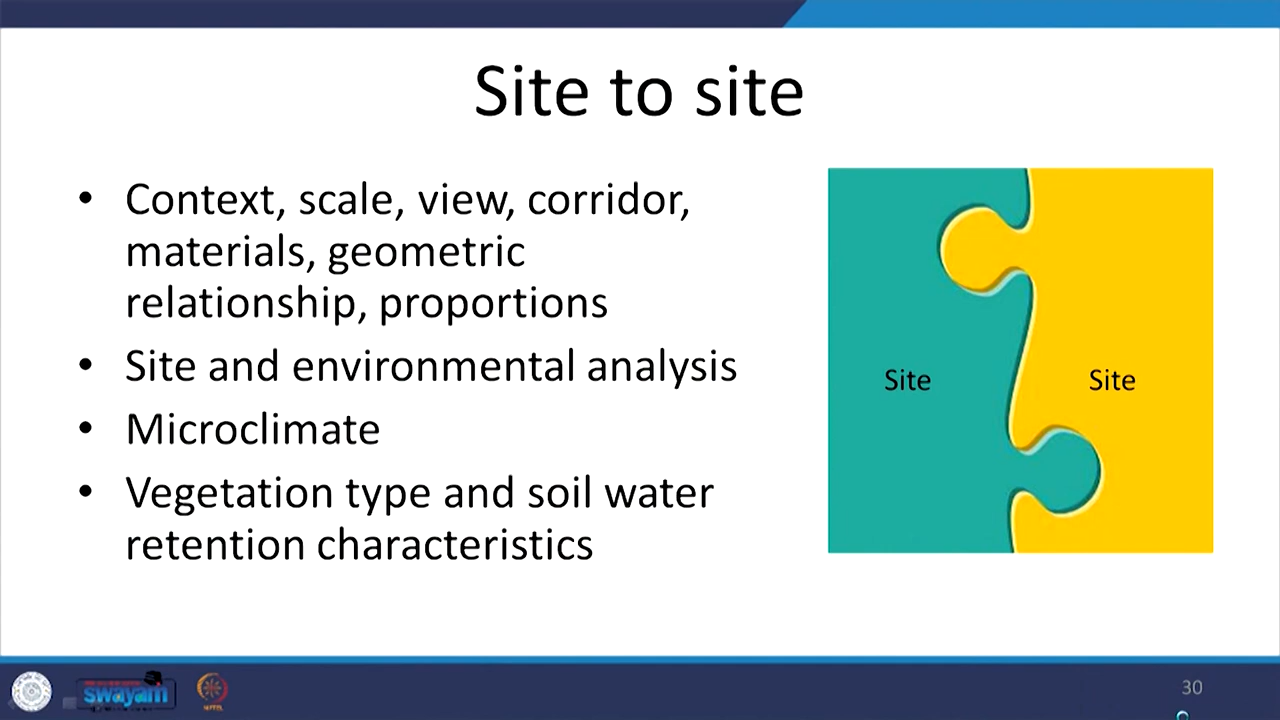 Site to site
• Context, scale, view, corridor,
materials, geometric
relationship, proportions
• Site and environmental analysis
• Microclimate
• Vegetation type and soil water
retention characteristics
Site
Site
swayam
30